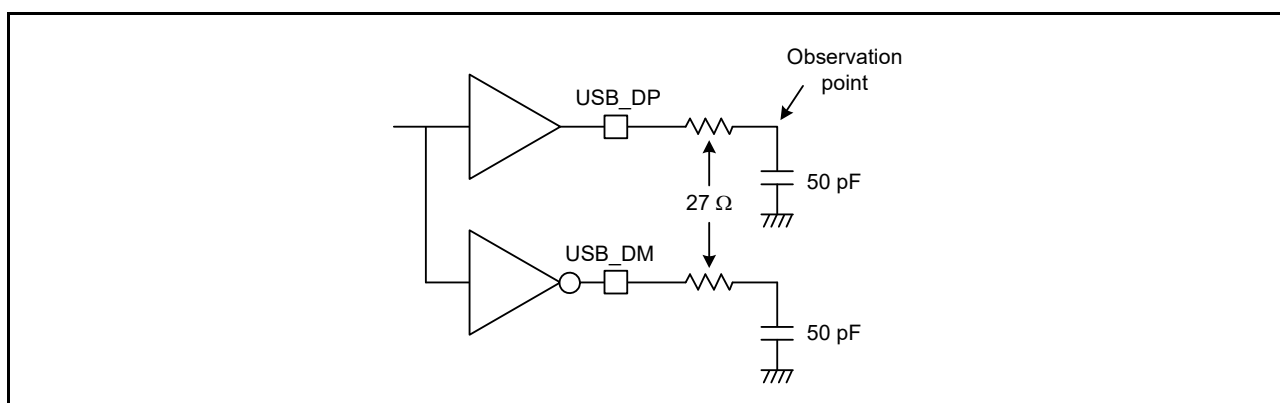 Observation
point
USB_DP
50 pF
27 Ω
USB_DM
50 pF